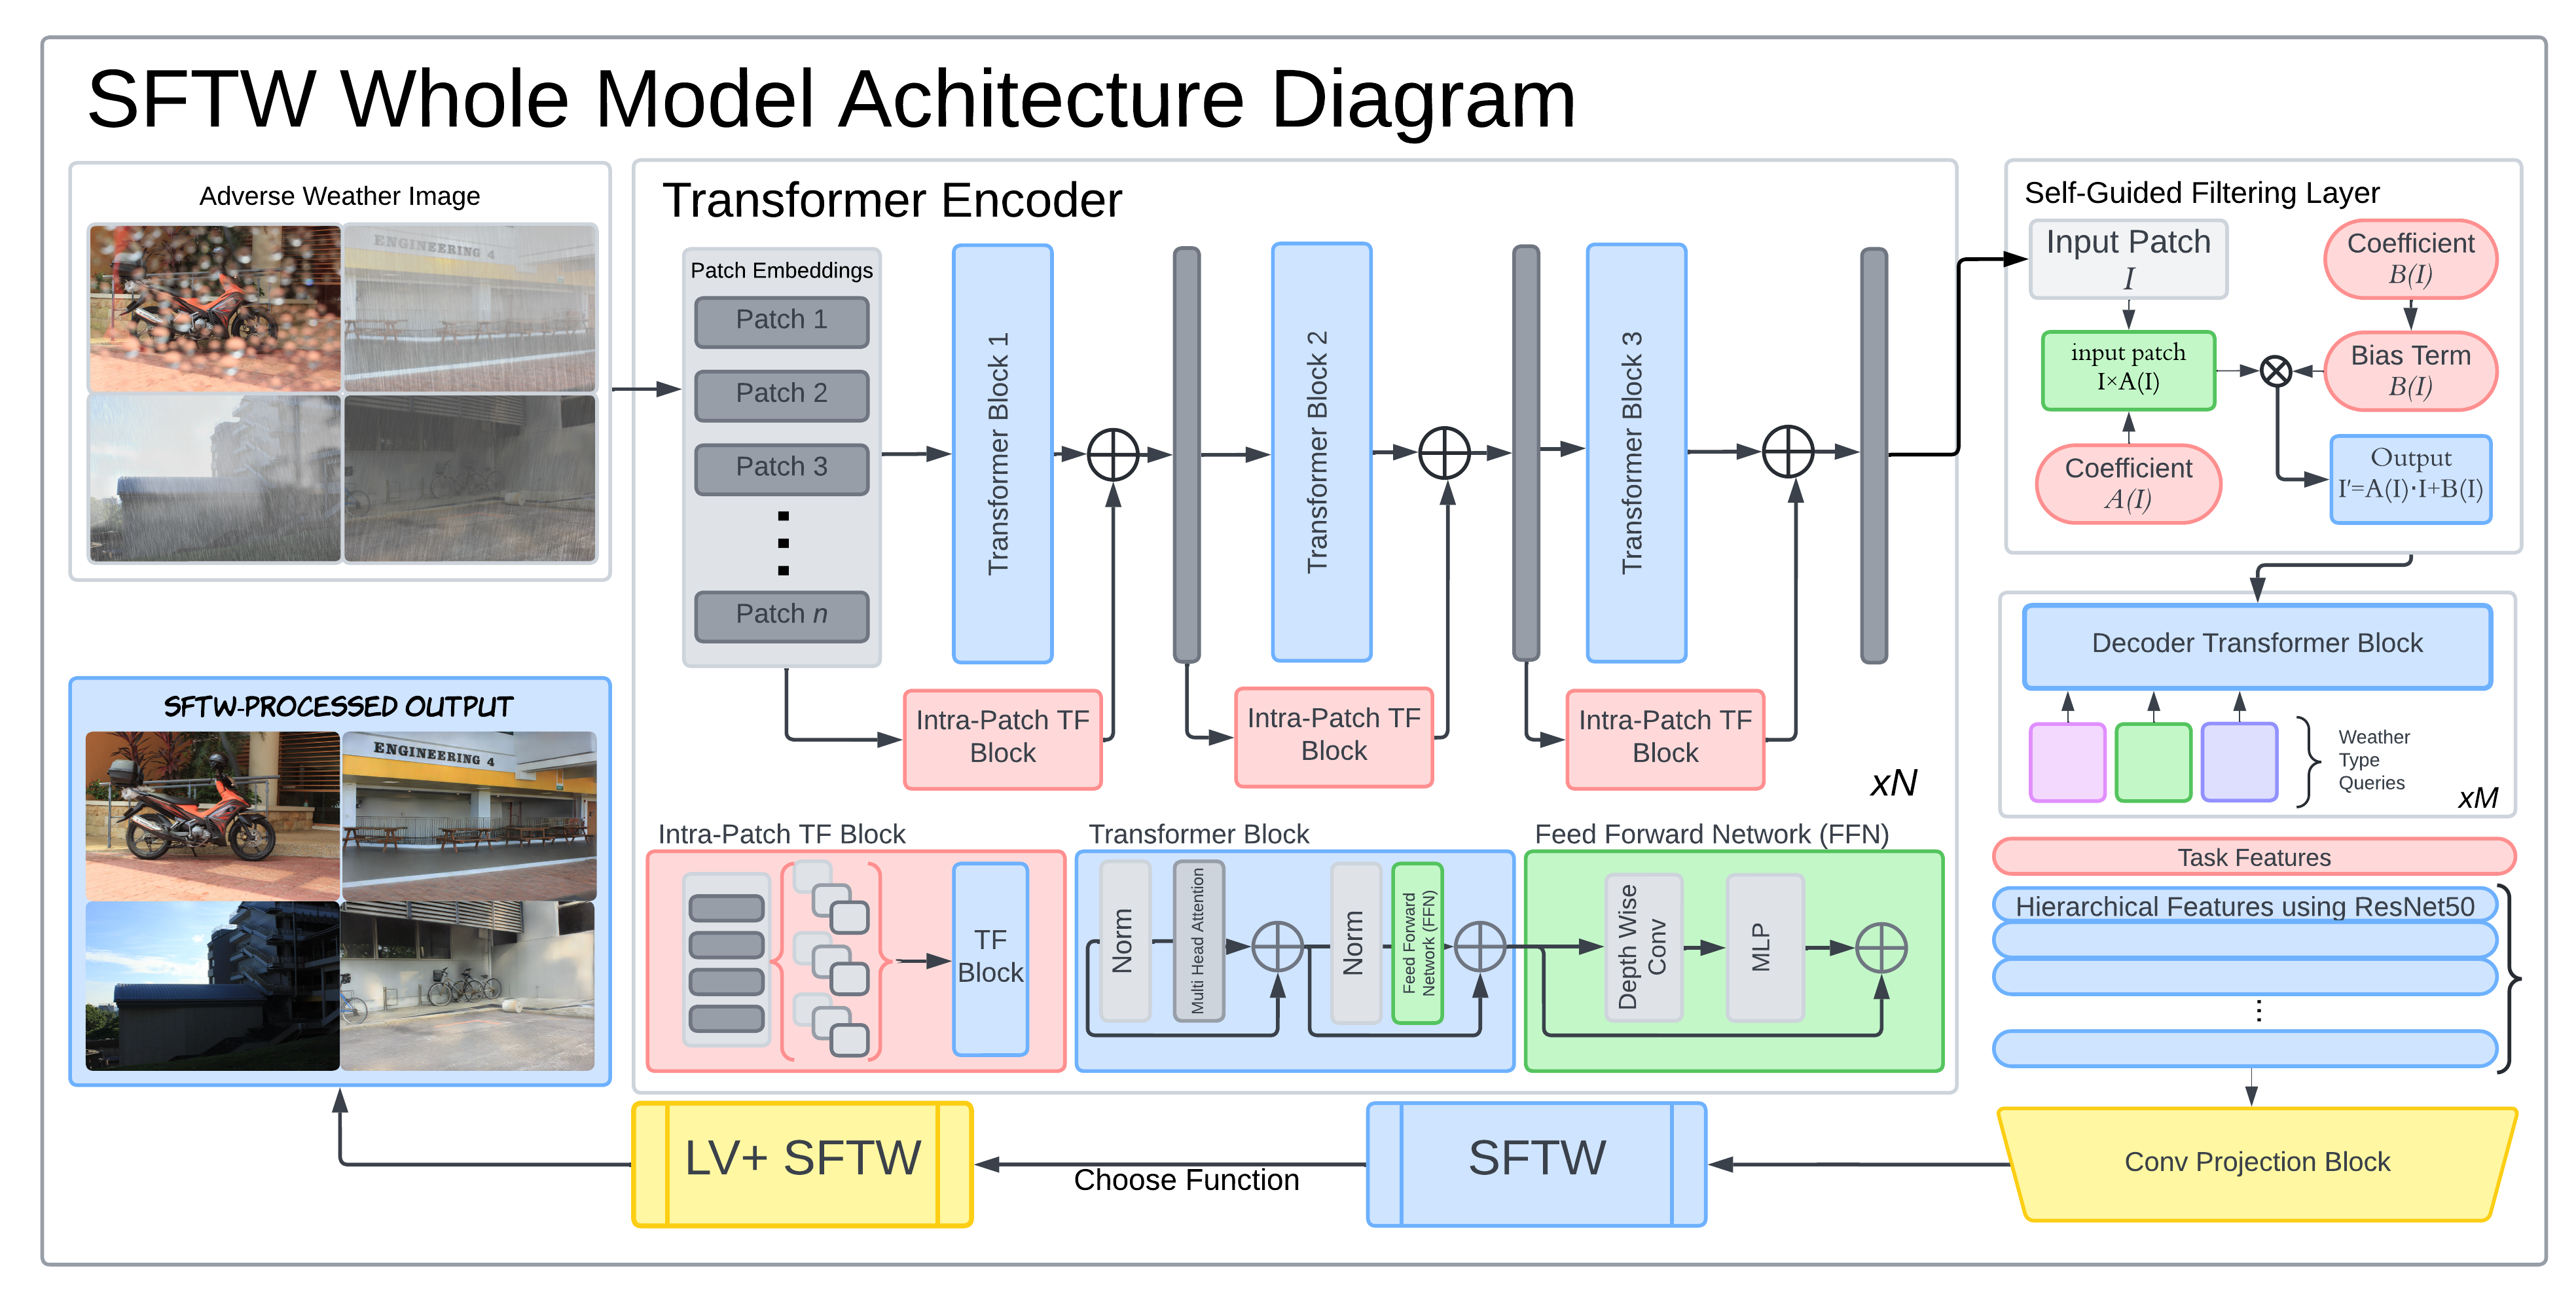 SFTW Whole Model Achitecture Diagram
Adverse Weather Image
ENGINEERING 4
SFTW-PROCESSED OUTPUT
ENGINEERING 4
Transformer Encoder
Patch Embeddings
Patch 1
Patch 2
Patch 3
Patch n
Transformer Block 1
Transformer Block 2
Transformer Block 3
Intra-Patch TF
Block
Intra-Patch TF
Block
Intra-Patch TF
Block
xN
Intra-Patch TF Block
TF
Block
Transformer Block
Norm
Multi Head Attention
Norm
Feed Forward
Network (FFN)
Feed Forward Network (FFN)
Depth Wise
Conv
MLP
Self-Guided Filtering Layer
Input Patch
I
Coefficient
B(I)
input patch
I×A(I)
Bias Term
B(I)
Coefficient
A(I)
Output
I'=A(I)·I+B(I)
Decoder Transformer Block
Weather
Type
Queries
xM
Task Features
Hierarchical Features using ResNet50
Conv Projection Block
SFTW
Choose Function
LV+ SFTW